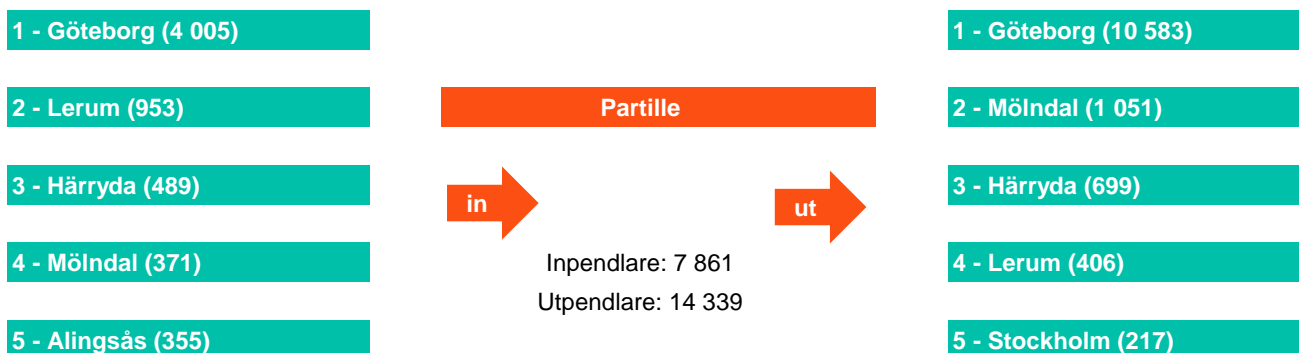 1 - Göteborg (4 005)
2 - Lerum (953)
3 - Härryda (489)
4 - Mölndal (371)
5 - Alingsås (355)
Partille
in
ut
Inpendlare: 7 861
Utpendlare: 14 339
1 - Göteborg (10 583)
2 - Mölndal (1 051)
3 - Härryda (699)
4 - Lerum (406)
5 - Stockholm (217)